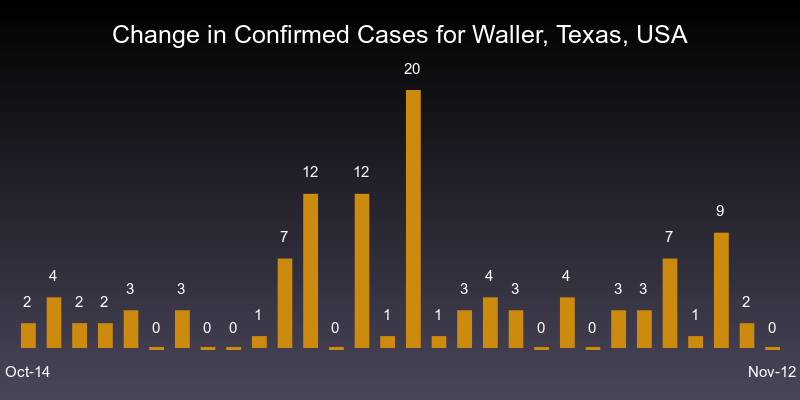 Change in Confirmed Cases for Waller, Texas, USA
2 4 2 2 3 0 3 0 0 1 7 12 0 12 1 20 1 3 4 3 0 4 0 3 3 7 1 9 2 0
Oct-14 Nov-12